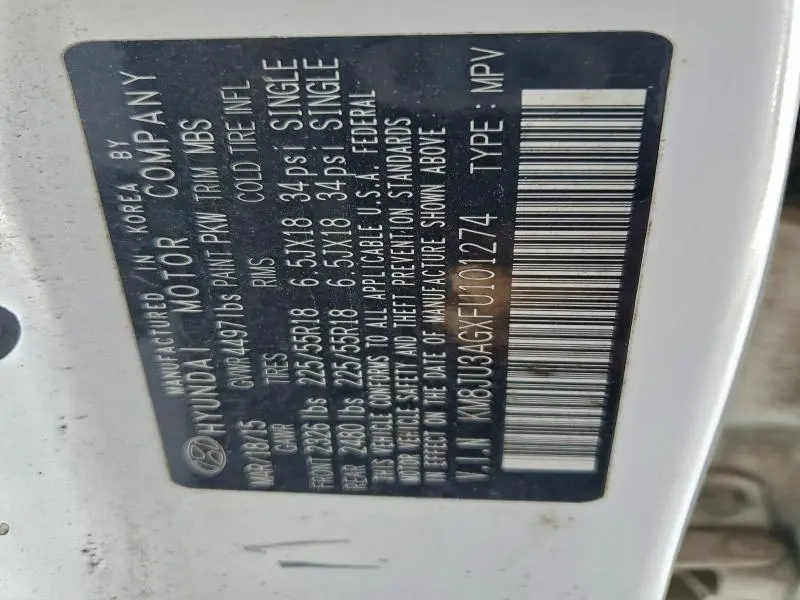 MANUFACTURED IN KOREA BY
HYUNDAI MOTOR COMPANY
MAR/18/15 GVWR4497lbs PAINT PKW TRIM MBS
GAWR TIRES RIMS COLD TIRE INFL
FRONT 2326 lbs 225/55R18 6.5JX18 34psi SINGLE
REAR 2480 lbs 225/55R18 6.5JX18 34psi SINGLE
THIS VEHICLE CONFORMS TO ALL APPLICABLE U.S.A. FEDERAL
MOTOR VEHICLE SAFETY AND THEFT PREVENTION STANDARDS
IN EFFECT ON THE DATE OF MANUFACTURE SHOWN ABOVE.
V.I.N KM8JU3AGXFU101274 TYPE : MPV